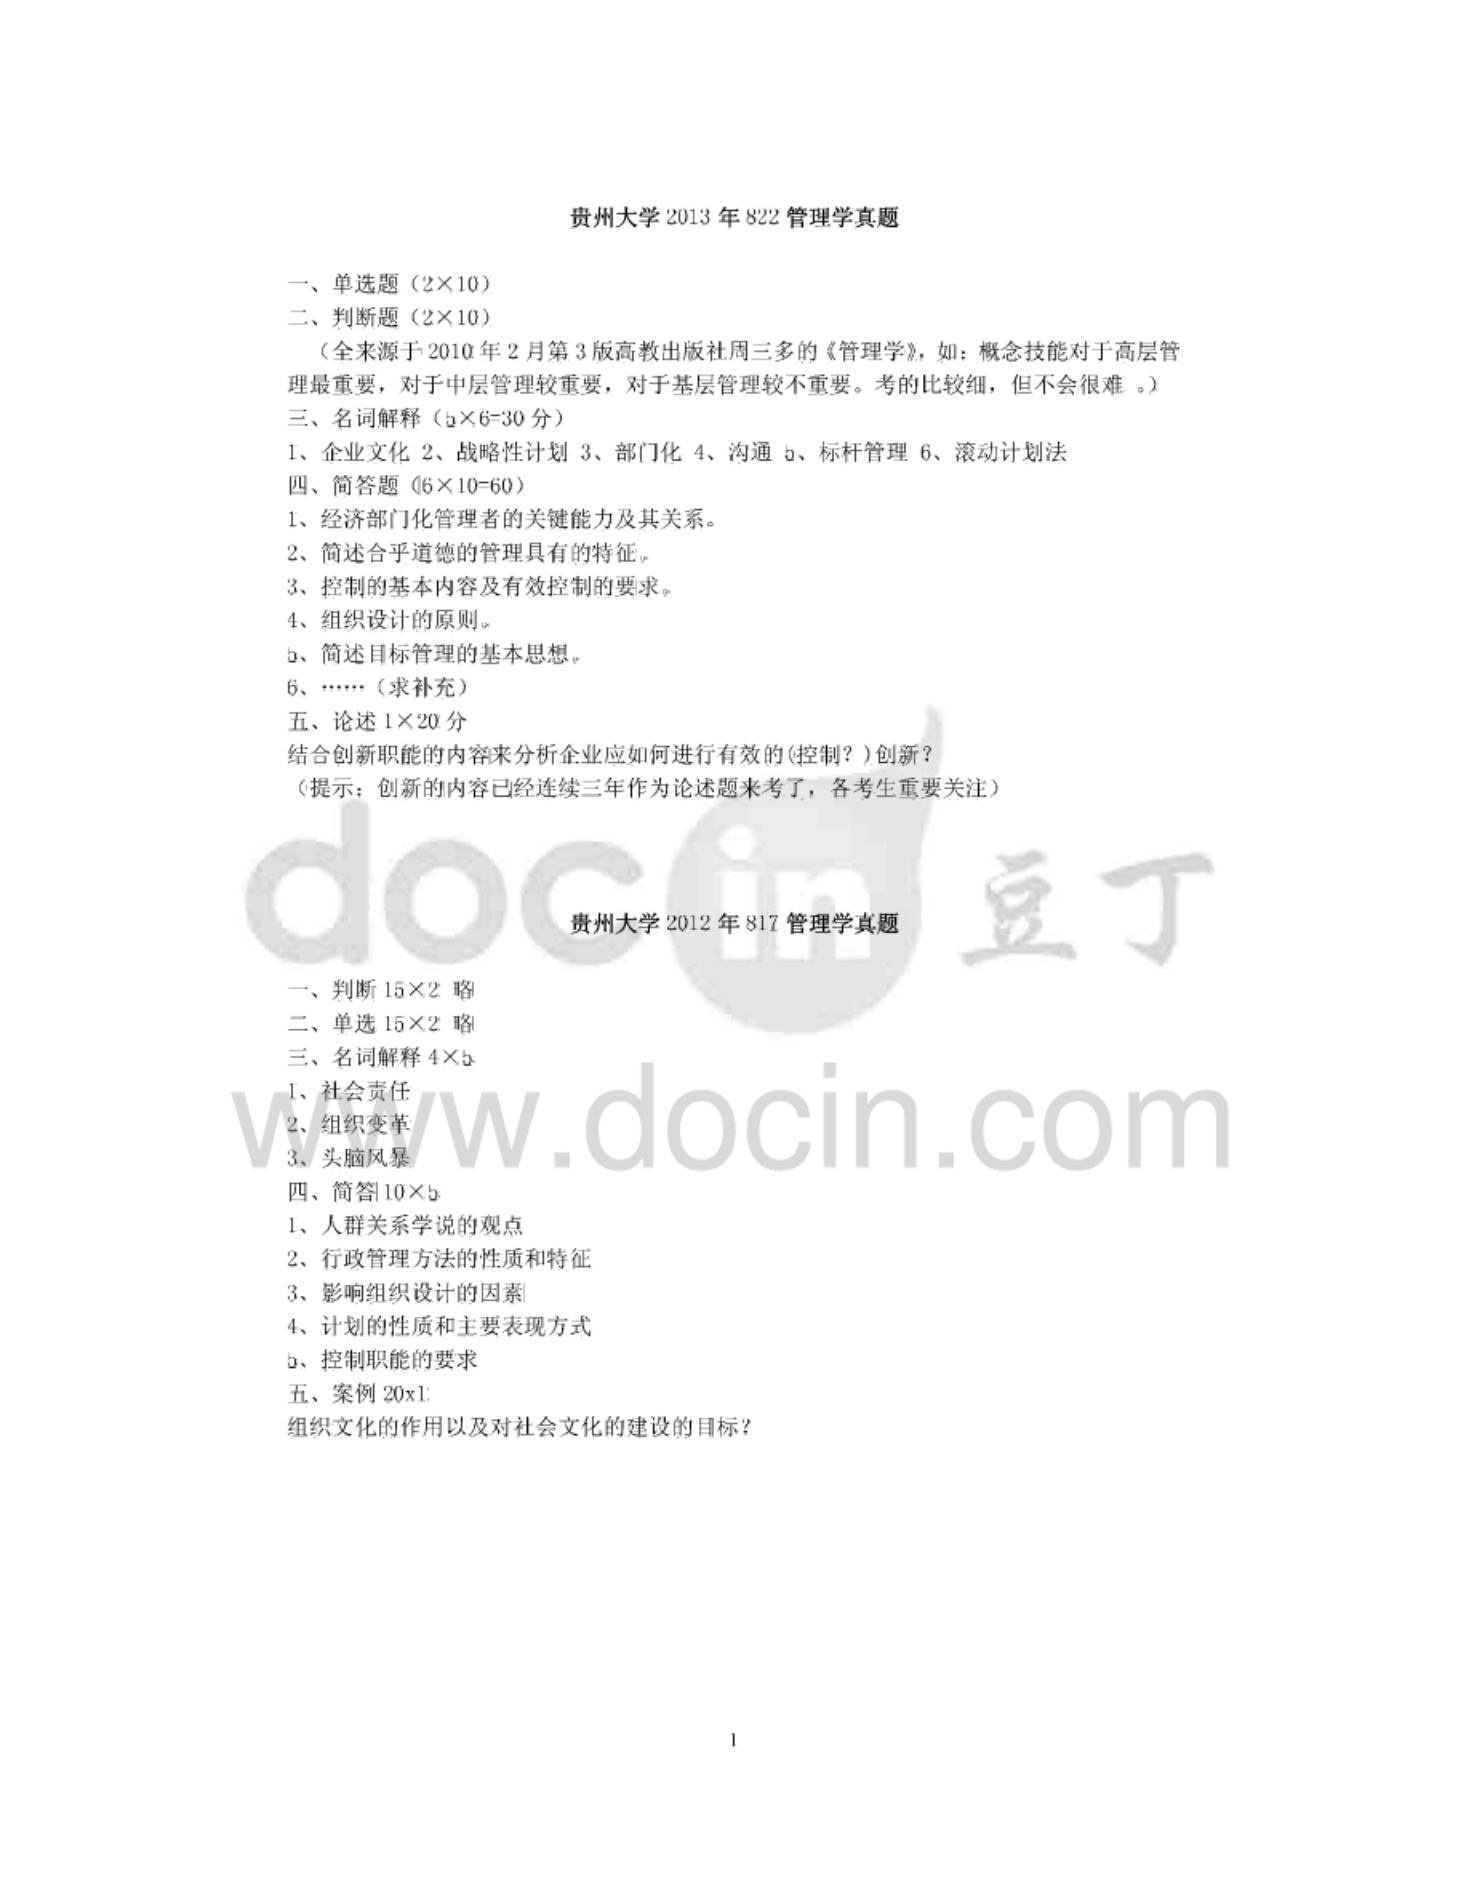 贵州大学 2013 年 822 管理学真题
一、单选题（2×10）
二、判断题（2×10）
（全来源于 2010 年 2 月第 3 版高教出版社周三多的《管理学》，如：概念技能对于高层管
理最重要，对于中层管理较重要，对于基层管理较不重要。考的比较细，但不会很难 。）
三、名词解释（5×6=30 分）
1、企业文化 2、战略性计划 3、部门化 4、沟通 5、标杆管理 6、滚动计划法
四、简答题（6×10=60）
1、经济部门化管理者的关键能力及其关系。
2、简述合乎道德的管理具有的特征。
3、控制的基本内容及有效控制的要求。
4、组织设计的原则。
5、简述目标管理的基本思想。
6、……（求补充）
五、论述 1×20 分
结合创新职能的内容来分析企业应如何进行有效的(控制？)创新？
（提示：创新的内容已经连续三年作为论述题来考了，各考生重要关注）
docin 豆丁
贵州大学 2012 年 817 管理学真题
一、判断 15×2 略
二、单选 15×2 略
三、名词解释 4×5
1、社会责任
www.docin.com
2、组织变革
3、头脑风暴
四、简答 10×5
1、人群关系学说的观点
2、行政管理方法的性质和特征
3、影响组织设计的因素
4、计划的性质和主要表现方式
5、控制职能的要求
五、案例 20x1
组织文化的作用以及对社会文化的建设的目标？
1